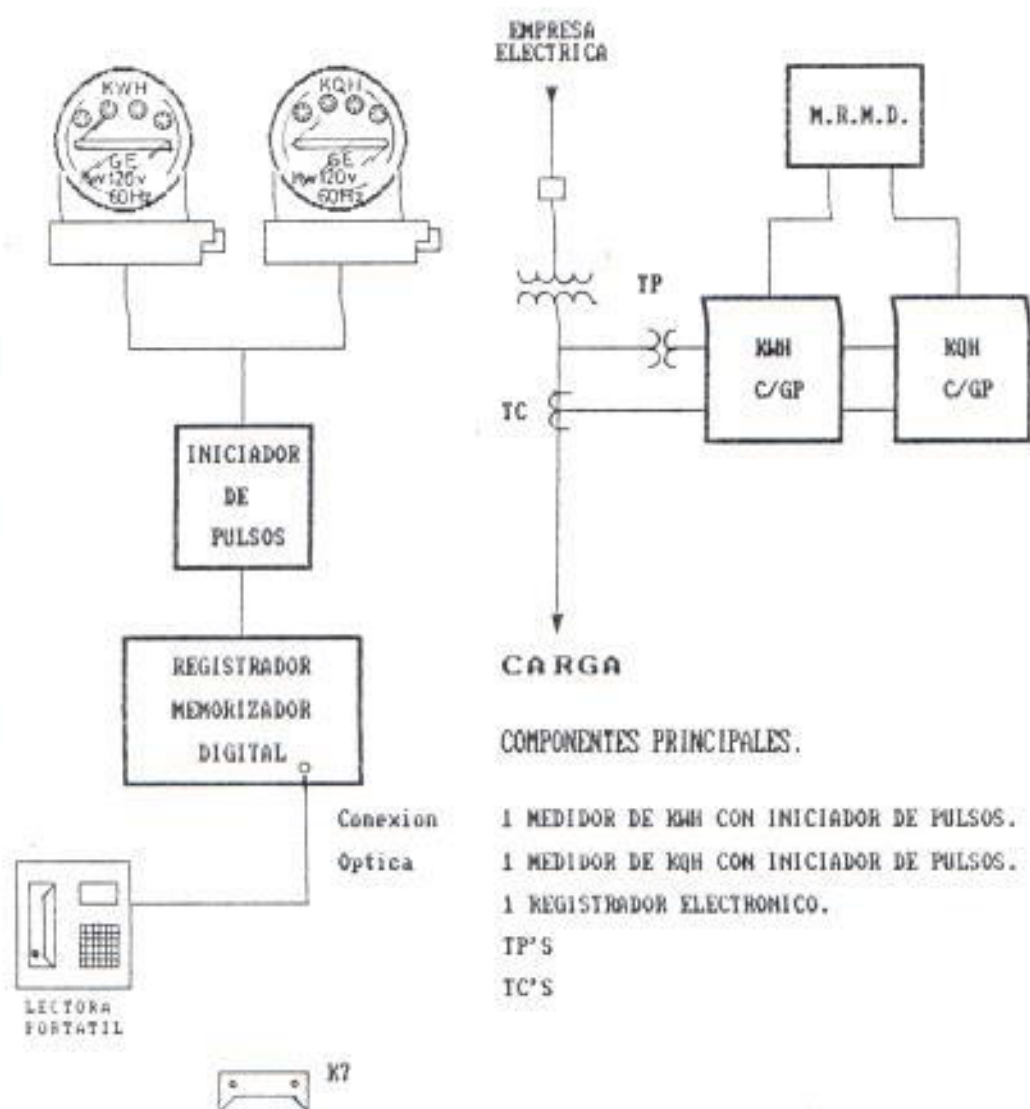 KWH
GE
120v
60Hz
KQH
GE
120v
60Hz
INICIADOR
DE
PULSOS
REGISTRADOR
MEMORIZADOR
DIGITAL
Conexion
Optica
LECTORA
PORTATIL
K7
EMPRESA
ELECTRICA
M.R.M.D.
TP
KWH
C/GP
KQH
C/GP
TC
CARGA
COMPONENTES PRINCIPALES.
1 MEDIDOR DE KWH CON INICIADOR DE PULSOS.
1 MEDIDOR DE KQH CON INICIADOR DE PULSOS.
1 REGISTRADOR ELECTRONICO.
TP'S
TC'S